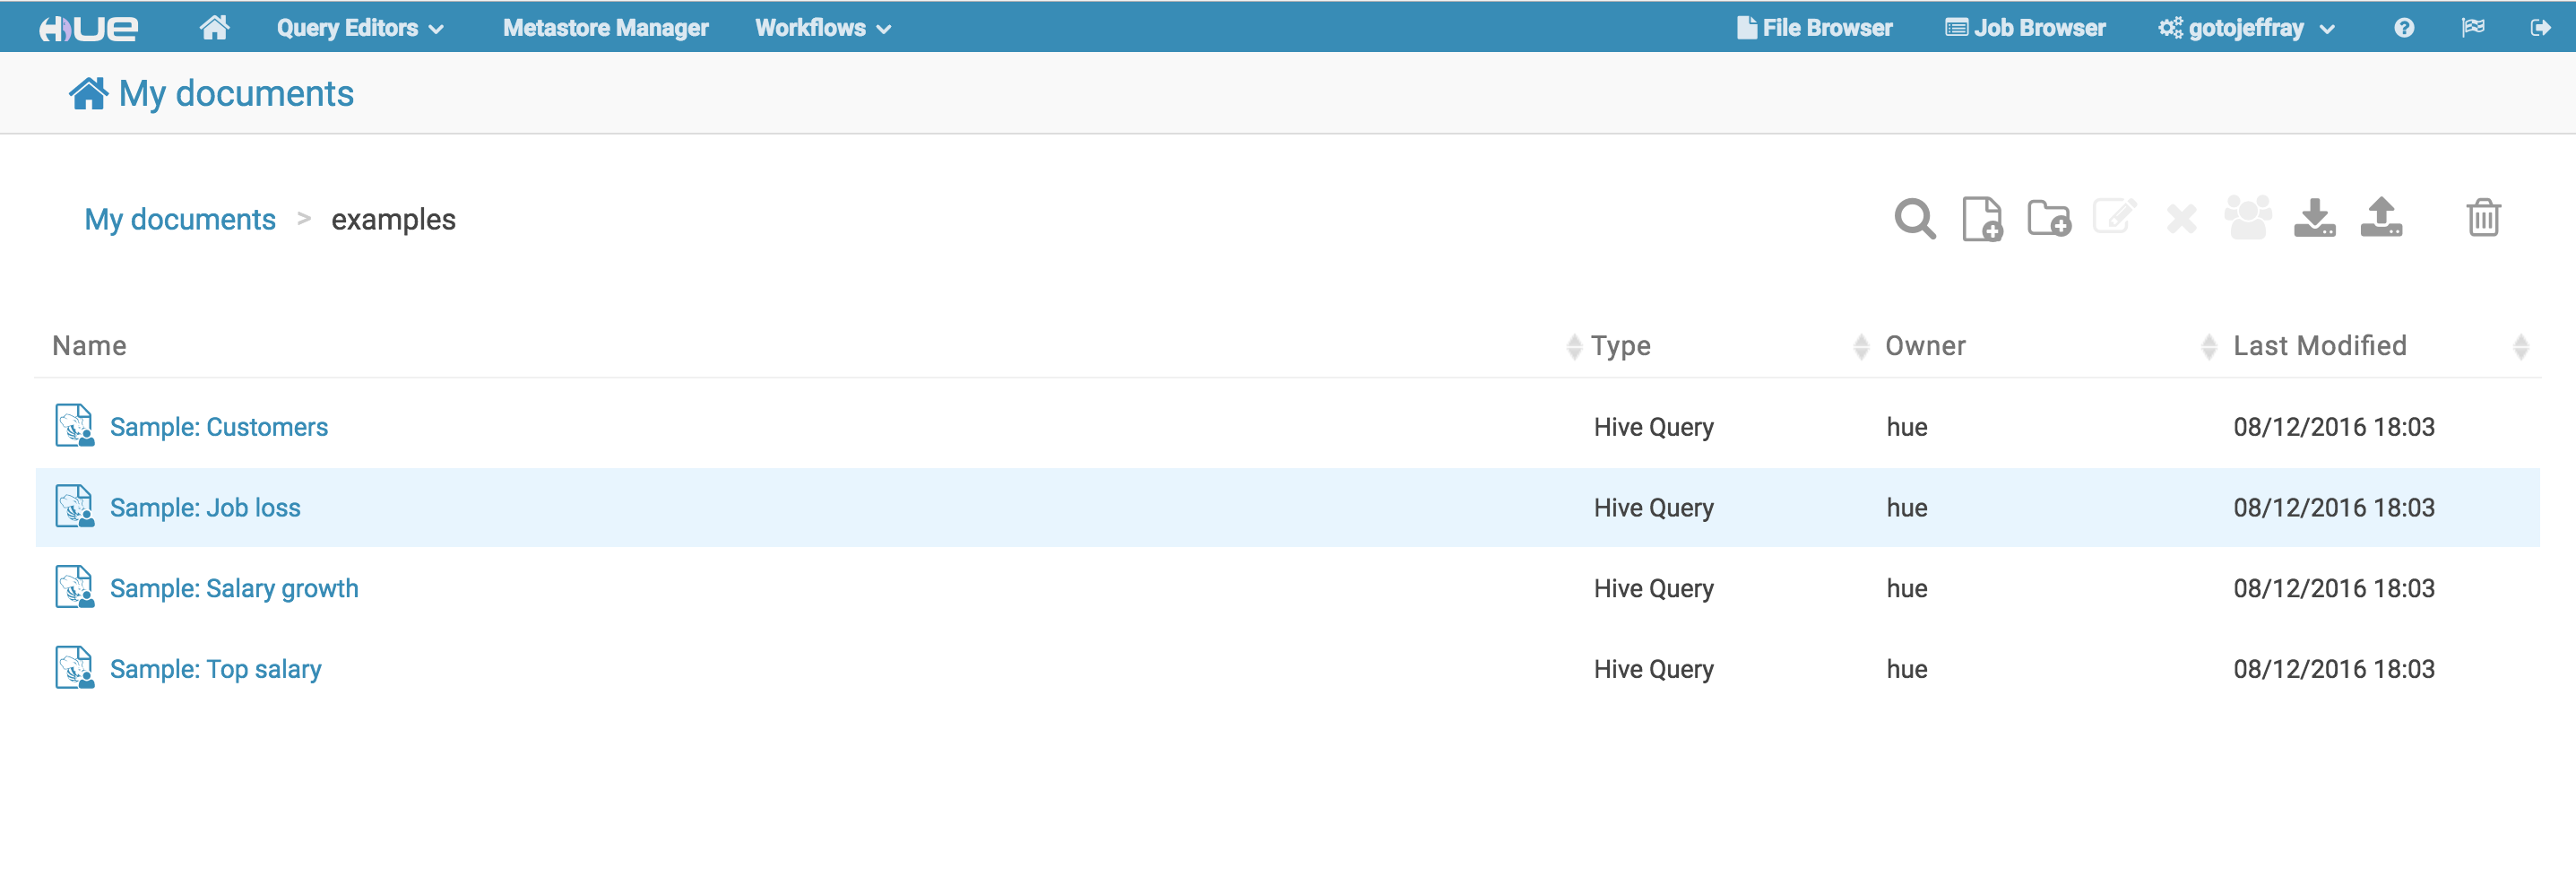 HUE Query Editors Metastore Manager Workflows File Browser Job Browser gotojeffray
My documents
My documents > examples
Name Type Owner Last Modified
Sample: Customers Hive Query hue 08/12/2016 18:03
Sample: Job loss Hive Query hue 08/12/2016 18:03
Sample: Salary growth Hive Query hue 08/12/2016 18:03
Sample: Top salary Hive Query hue 08/12/2016 18:03